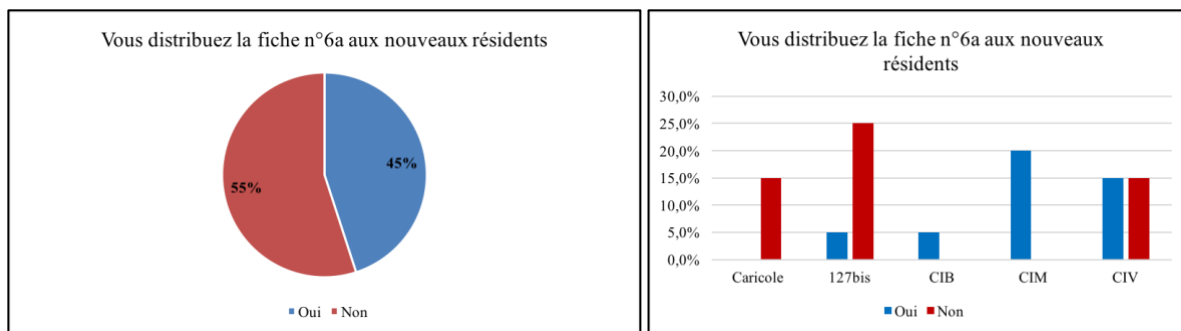 Vous distribuez la fiche n°6a aux nouveaux résidents
45%
55%
Oui Non
Vous distribuez la fiche n°6a aux nouveaux
résidents
30,0%
25,0%
20,0%
15,0%
10,0%
5,0%
0,0%
Caricole 127bis CIB CIM CIV
Oui Non